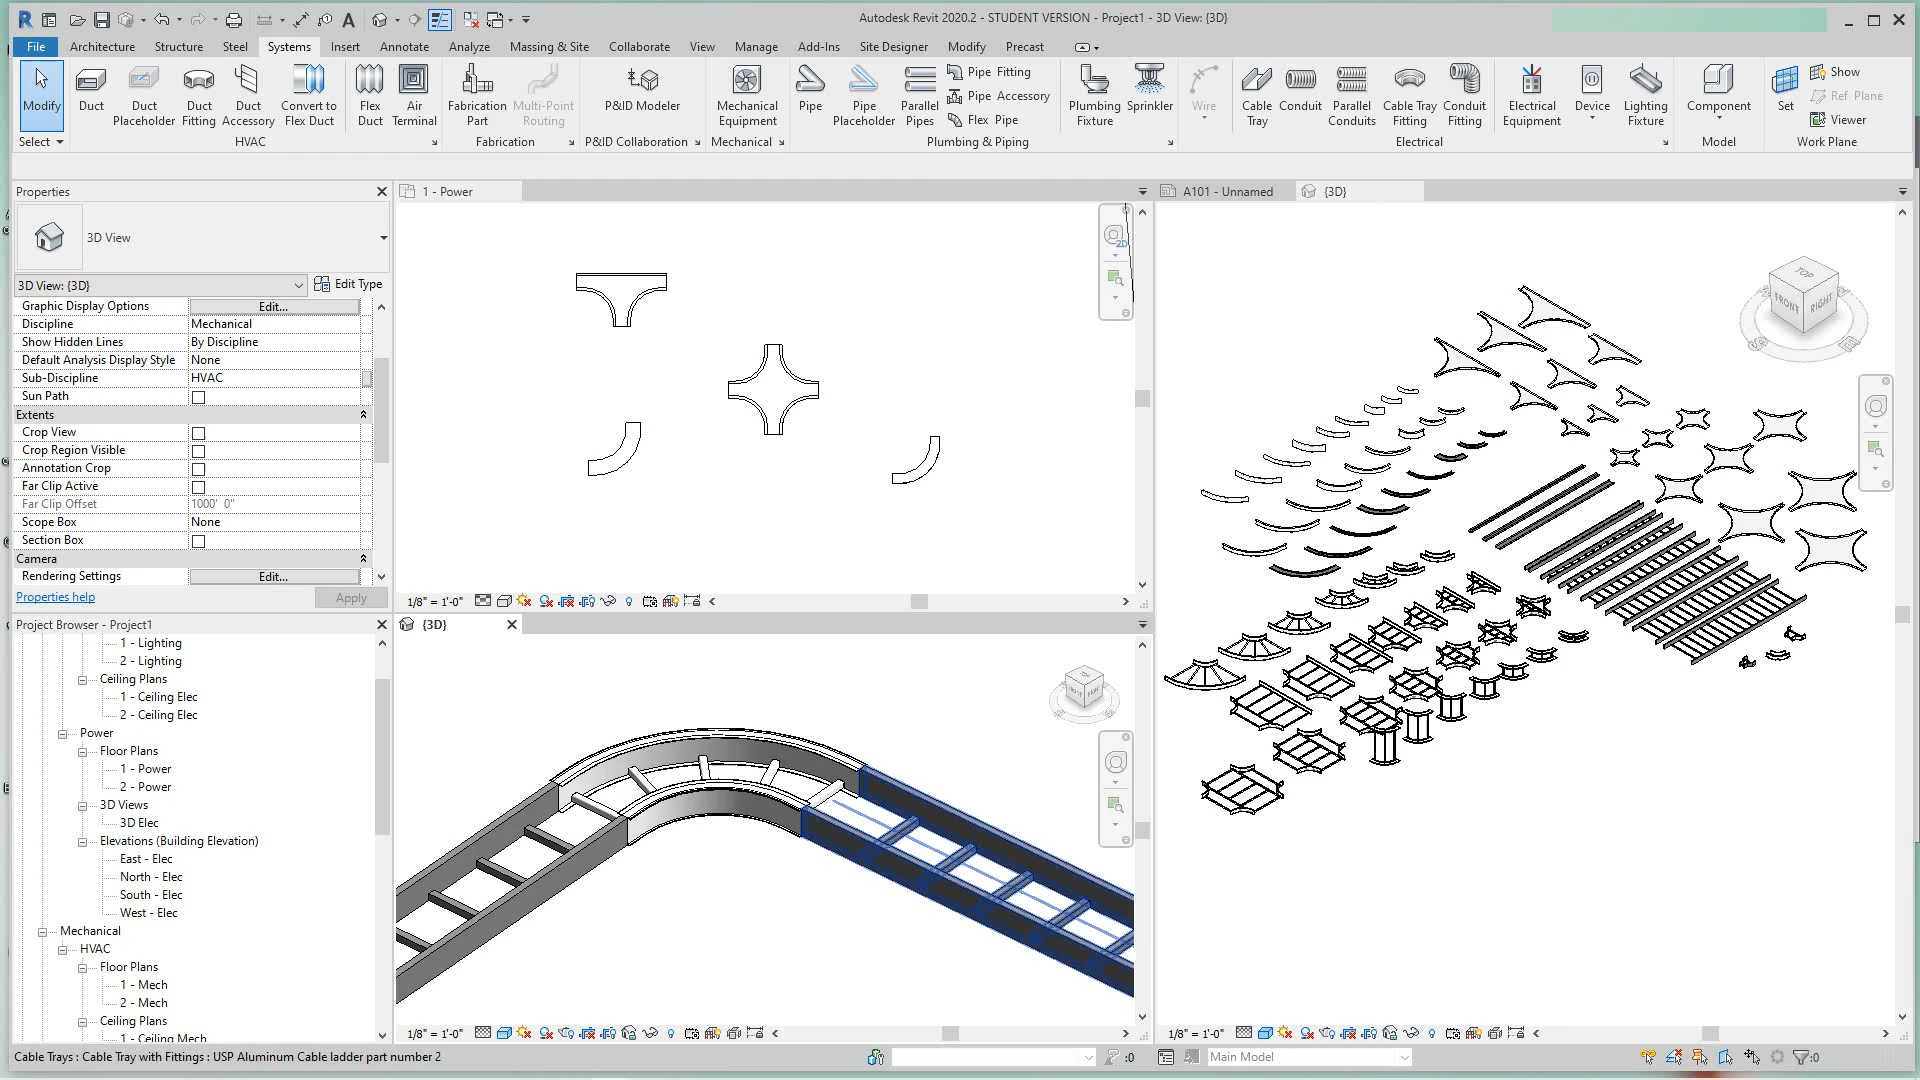 Autodesk Revit 2020.2 - STUDENT VERSION - Project1 - 3D View: {3D}
File Architecture Structure Steel Systems Insert Annotate Analyze Massing & Site Collaborate View Manage Add-Ins Site Designer Modify Precast
Modify
Duct
Duct Placeholder
Duct Fitting
Duct Accessory
Convert to Flex Duct
Flex Duct
Air Terminal
Fabrication Part
Multi-Point Routing
P&ID Modeler
Mechanical Equipment
Pipe
Pipe Placeholder
Parallel Pipes
Pipe Fitting
Pipe Accessory
Flex Pipe
Plumbing Fixture
Sprinkler
Wire
Cable Tray
Conduit
Parallel Conduits
Cable Tray Fitting
Conduit Fitting
Electrical Equipment
Device
Lighting Fixture
Component
Set
Show
Ref Plane
Viewer
Select HVAC Fabrication P&ID Collaboration Mechanical Plumbing & Piping Electrical Model Work Plane
Properties
3D View
3D View: {3D} Edit Type
Graphic Display Options Edit...
Discipline Mechanical
Show Hidden Lines By Discipline
Default Analysis Display Style None
Sub-Discipline HVAC
Sun Path
Extents
Crop View
Crop Region Visible
Annotation Crop
Far Clip Active
Far Clip Offset 1000' 0"
Scope Box None
Section Box
Camera
Rendering Settings Edit...
Properties help Apply
Project Browser - Project1
1 - Lighting
2 - Lighting
Ceiling Plans
1 - Ceiling Elec
2 - Ceiling Elec
Power
Floor Plans
1 - Power
2 - Power
3D Views
3D Elec
Elevations (Building Elevation)
East - Elec
North - Elec
South - Elec
West - Elec
Mechanical
HVAC
Floor Plans
1 - Mech
2 - Mech
Ceiling Plans
1 - Ceiling Mech
1 - Power
2D
1/8" = 1'-0"
{3D}
TOP
1/8" = 1'-0"
A101 - Unnamed {3D}
TOP
FRONT RIGHT
1/8" = 1'-0"
Cable Trays : Cable Tray with Fittings : USP Aluminum Cable ladder part number 2
:0
Main Model
:0